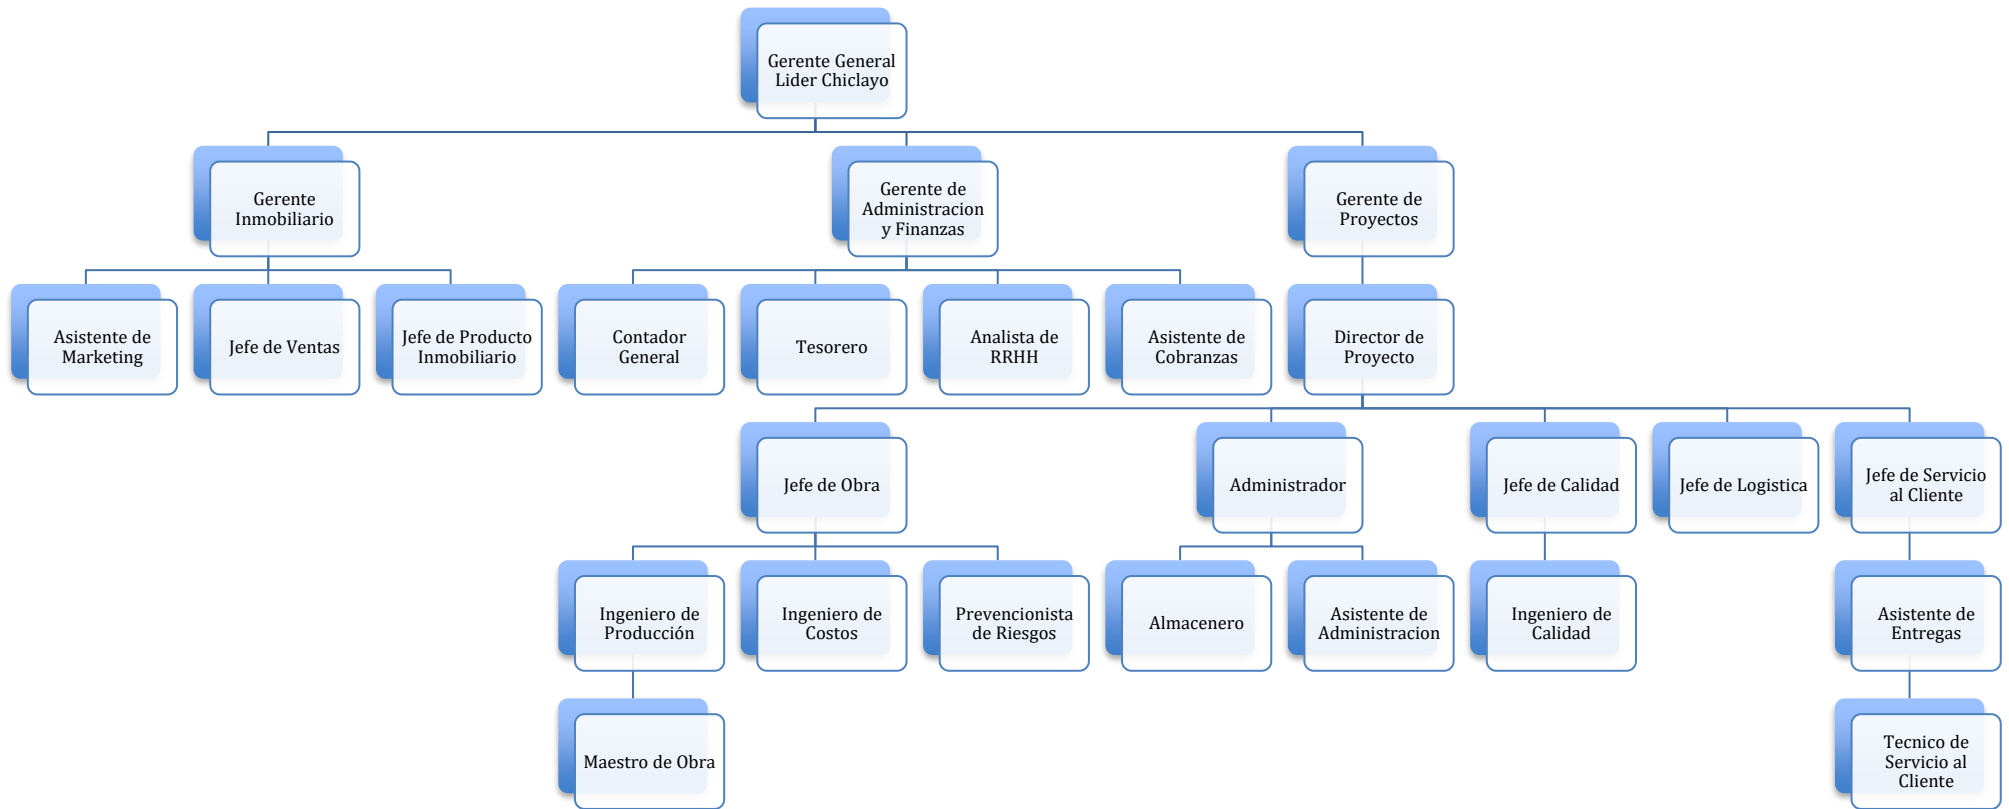 Gerente General
Lider Chiclayo
Gerente
Inmobiliario
Gerente de
Administracion
y Finanzas
Gerente de
Proyectos
Asistente de
Marketing
Jefe de Ventas
Jefe de Producto
Inmobiliario
Contador
General
Tesorero
Analista de
RRHH
Asistente de
Cobranzas
Director de
Proyecto
Jefe de Obra
Administrador
Jefe de Calidad
Jefe de Logistica
Jefe de Servicio
al Cliente
Ingeniero de
Producción
Ingeniero de
Costos
Prevencionista
de Riesgos
Almacenero
Asistente de
Administracion
Ingeniero de
Calidad
Asistente de
Entregas
Maestro de Obra
Tecnico de
Servicio al
Cliente